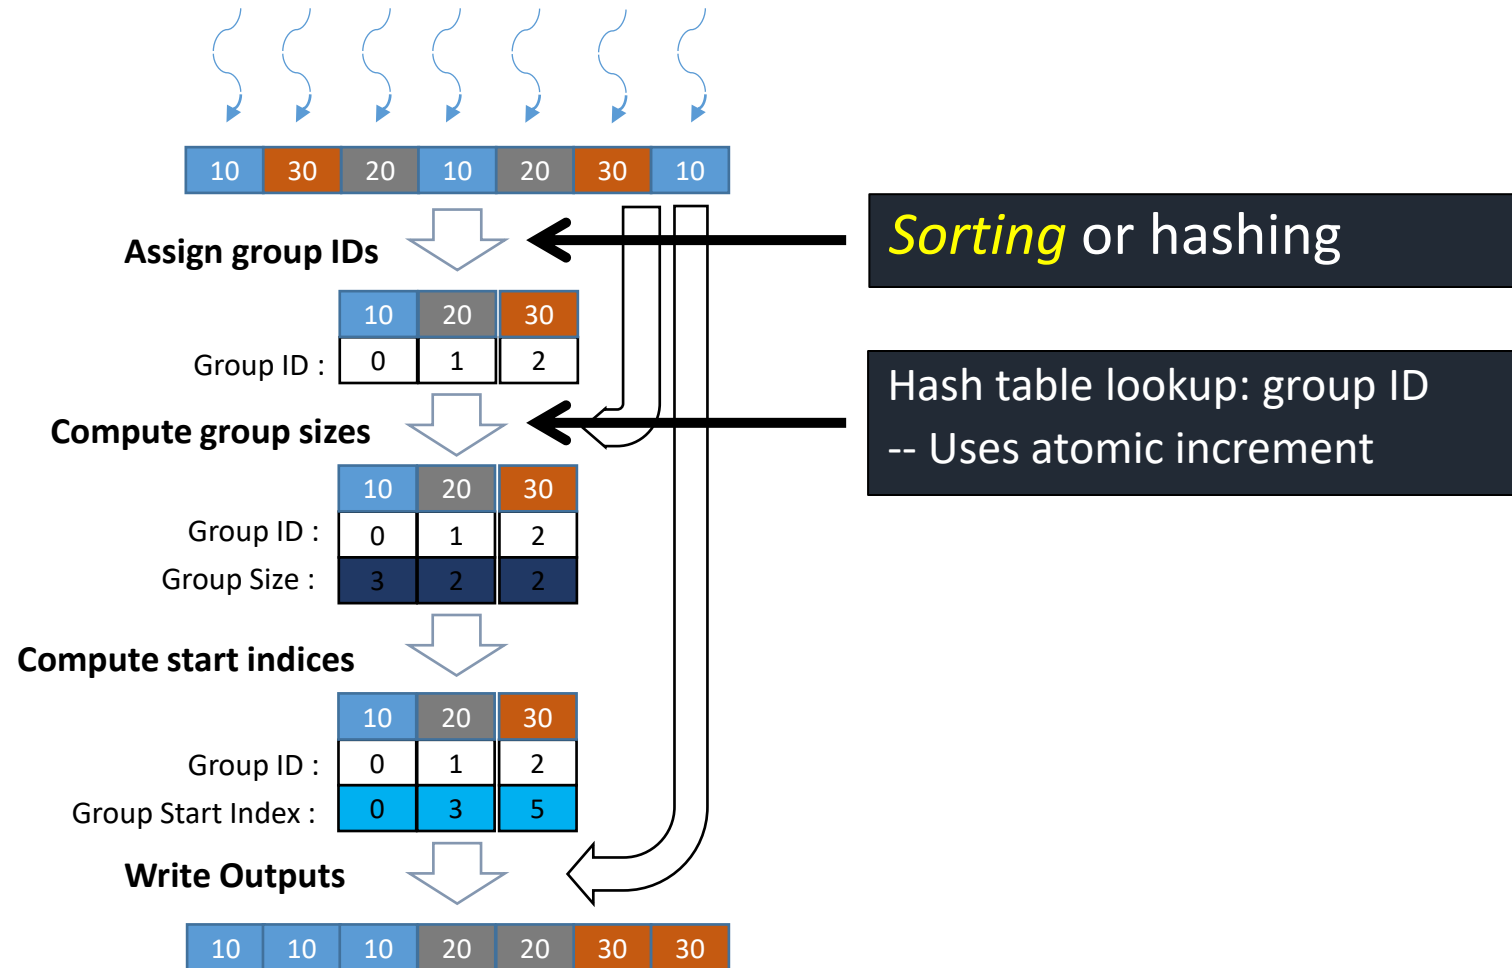 10 30 20 10 20 30 10
Sorting or hashing
Assign group IDs
10 20 30
Group ID : 0 1 2
Hash table lookup: group ID
-- Uses atomic increment
Compute group sizes
10 20 30
Group ID : 0 1 2
Group Size : 3 2 2
Compute start indices
10 20 30
Group ID : 0 1 2
Group Start Index : 0 3 5
Write Outputs
10 10 10 20 20 30 30